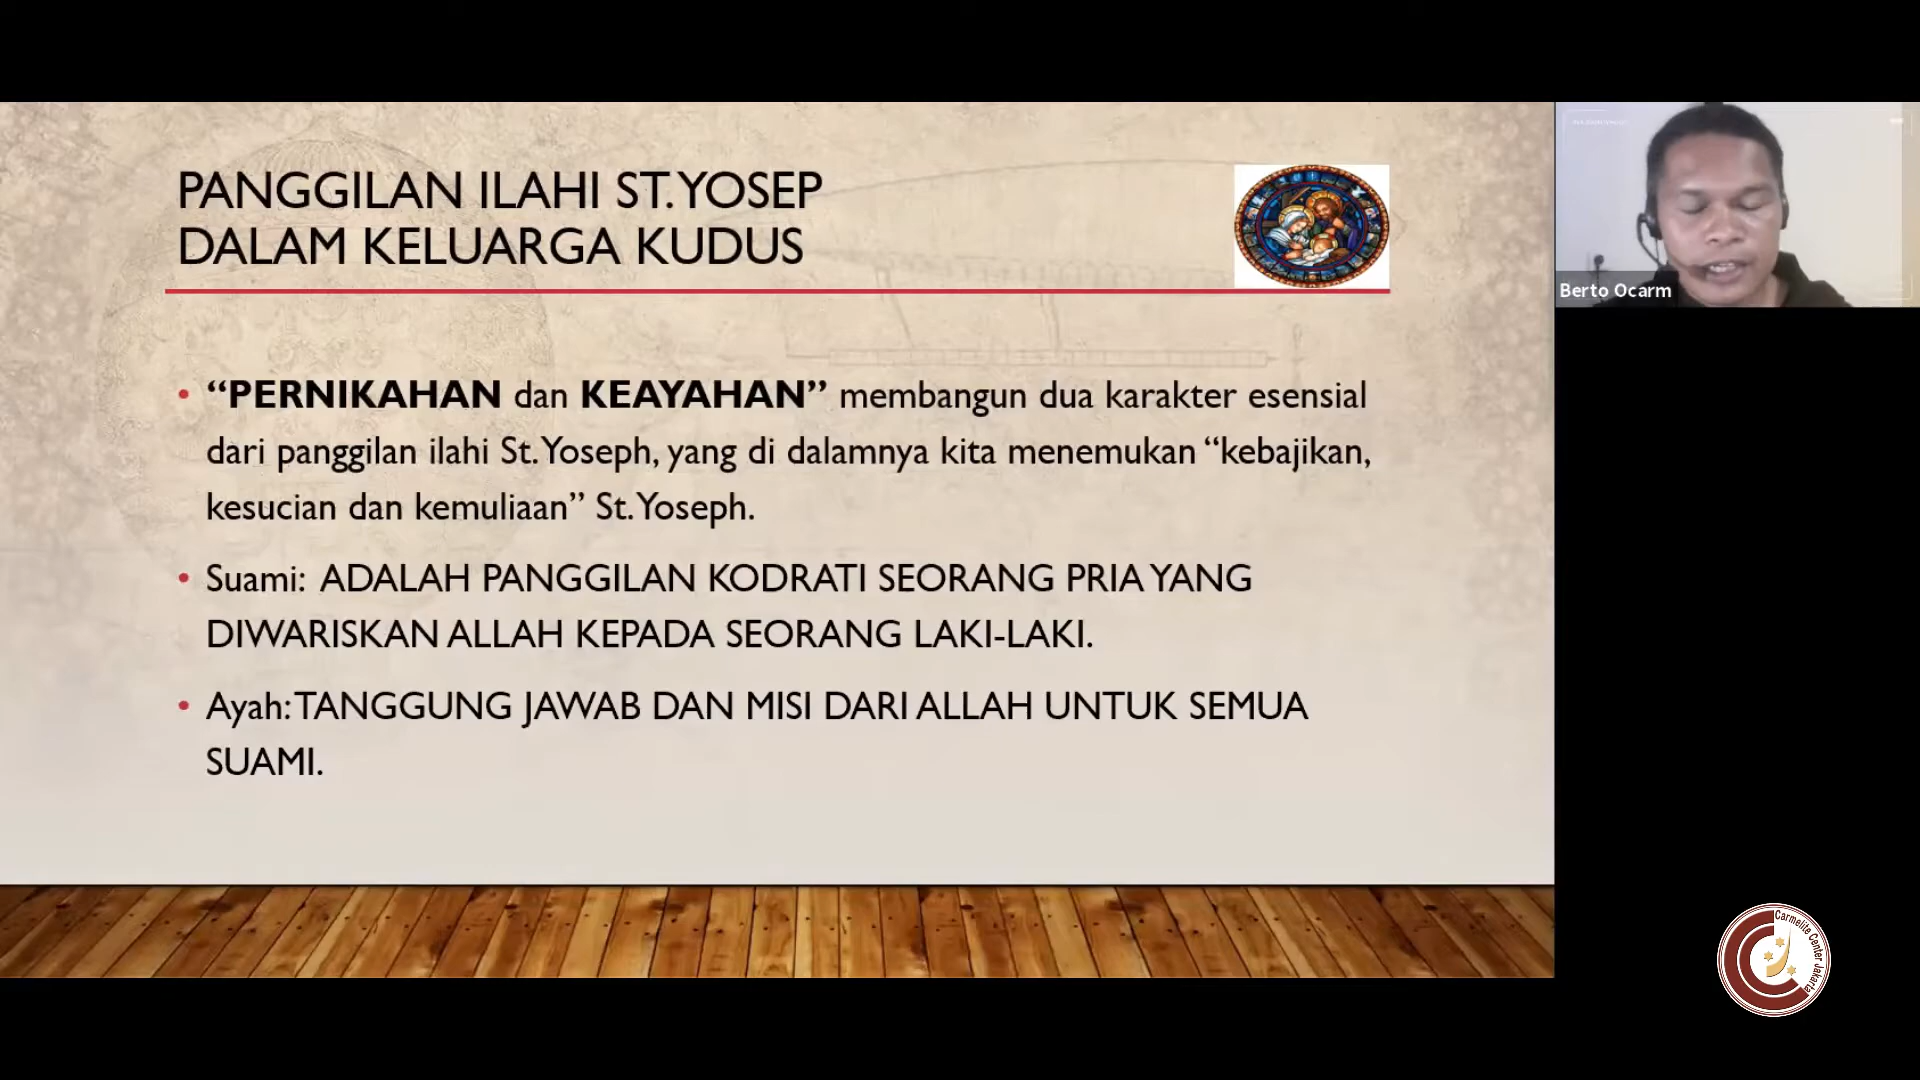 PANGGILAN ILAHI ST. YOSEP
DALAM KELUARGA KUDUS
• “PERNIKAHAN dan KEAYAHAN” membangun dua karakter esensial
dari panggilan ilahi St. Yoseph, yang di dalamnya kita menemukan “kebajikan,
kesucian dan kemuliaan” St. Yoseph.
• Suami: ADALAH PANGGILAN KODRATI SEORANG PRIA YANG
DIWARISKAN ALLAH KEPADA SEORANG LAKI-LAKI.
• Ayah: TANGGUNG JAWAB DAN MISI DARI ALLAH UNTUK SEMUA
SUAMI.
Berto Ocarm
Carmelite Center Jakarta